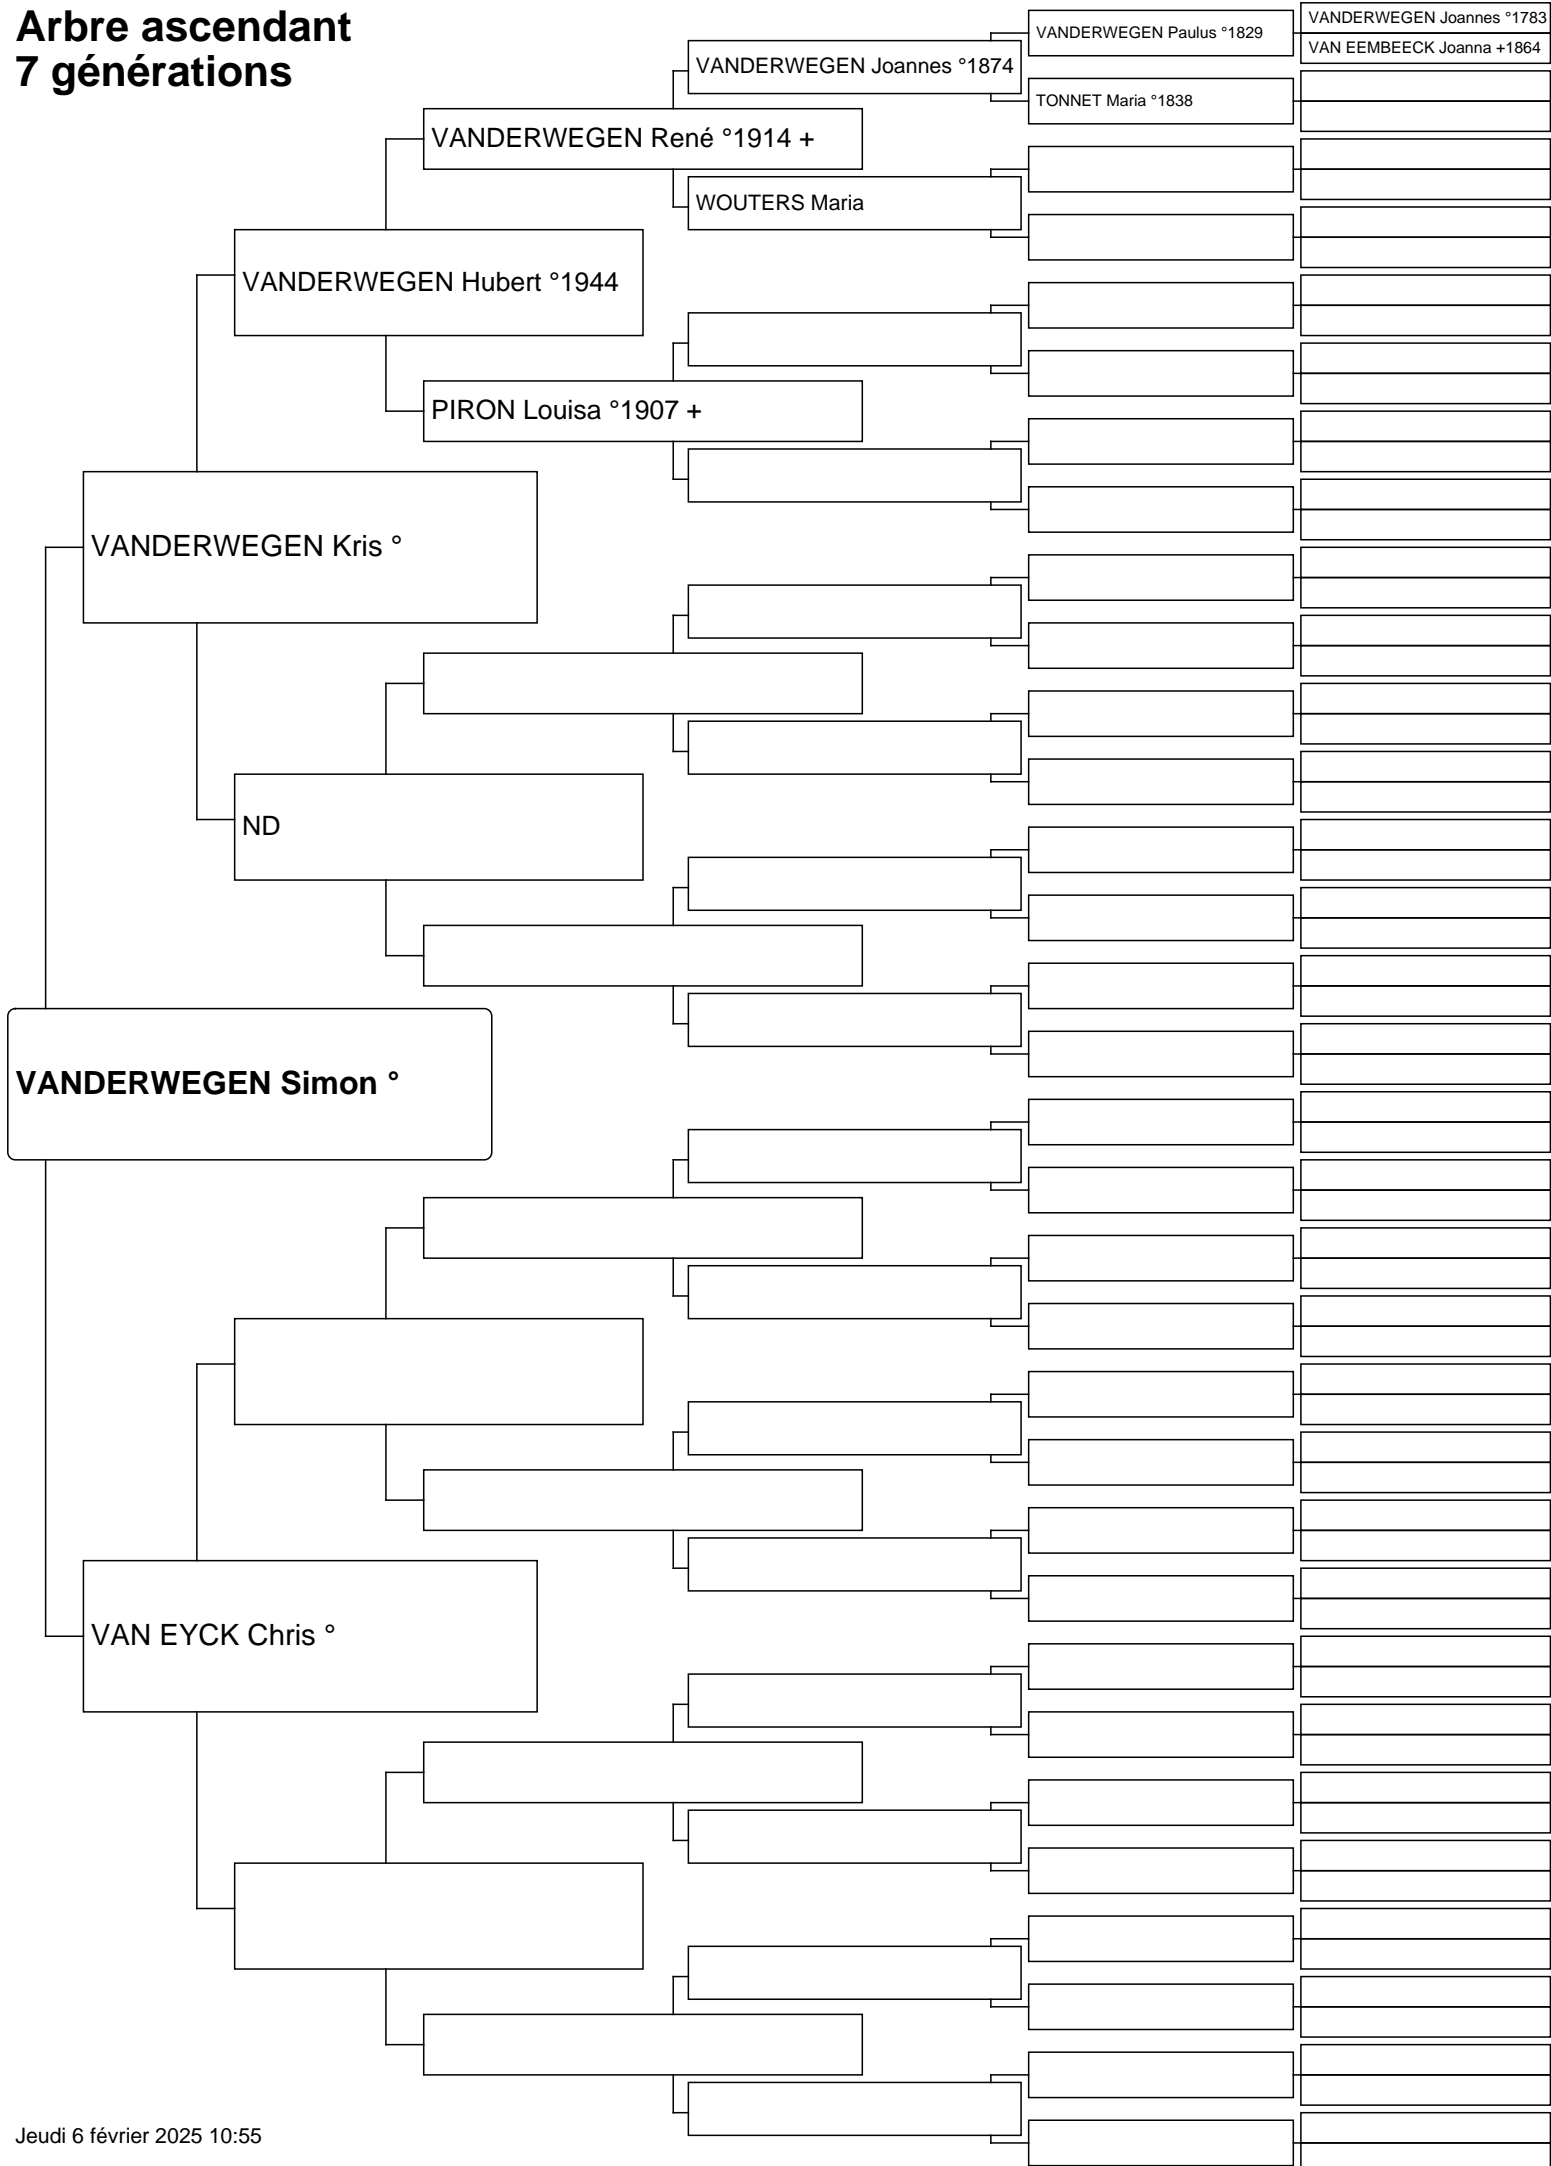 Arbre ascendant
7 générations
VANDERWEGEN Paulus °1829
VANDERWEGEN Joannes °1783
VAN EEMBEECK Joanna +1864
VANDERWEGEN Joannes °1874
TONNET Maria °1838
VANDERWEGEN René °1914 +
WOUTERS Maria
VANDERWEGEN Hubert °1944
PIRON Louisa °1907 +
VANDERWEGEN Kris °
ND
VANDERWEGEN Simon °
VAN EYCK Chris °
Jeudi 6 février 2025 10:55